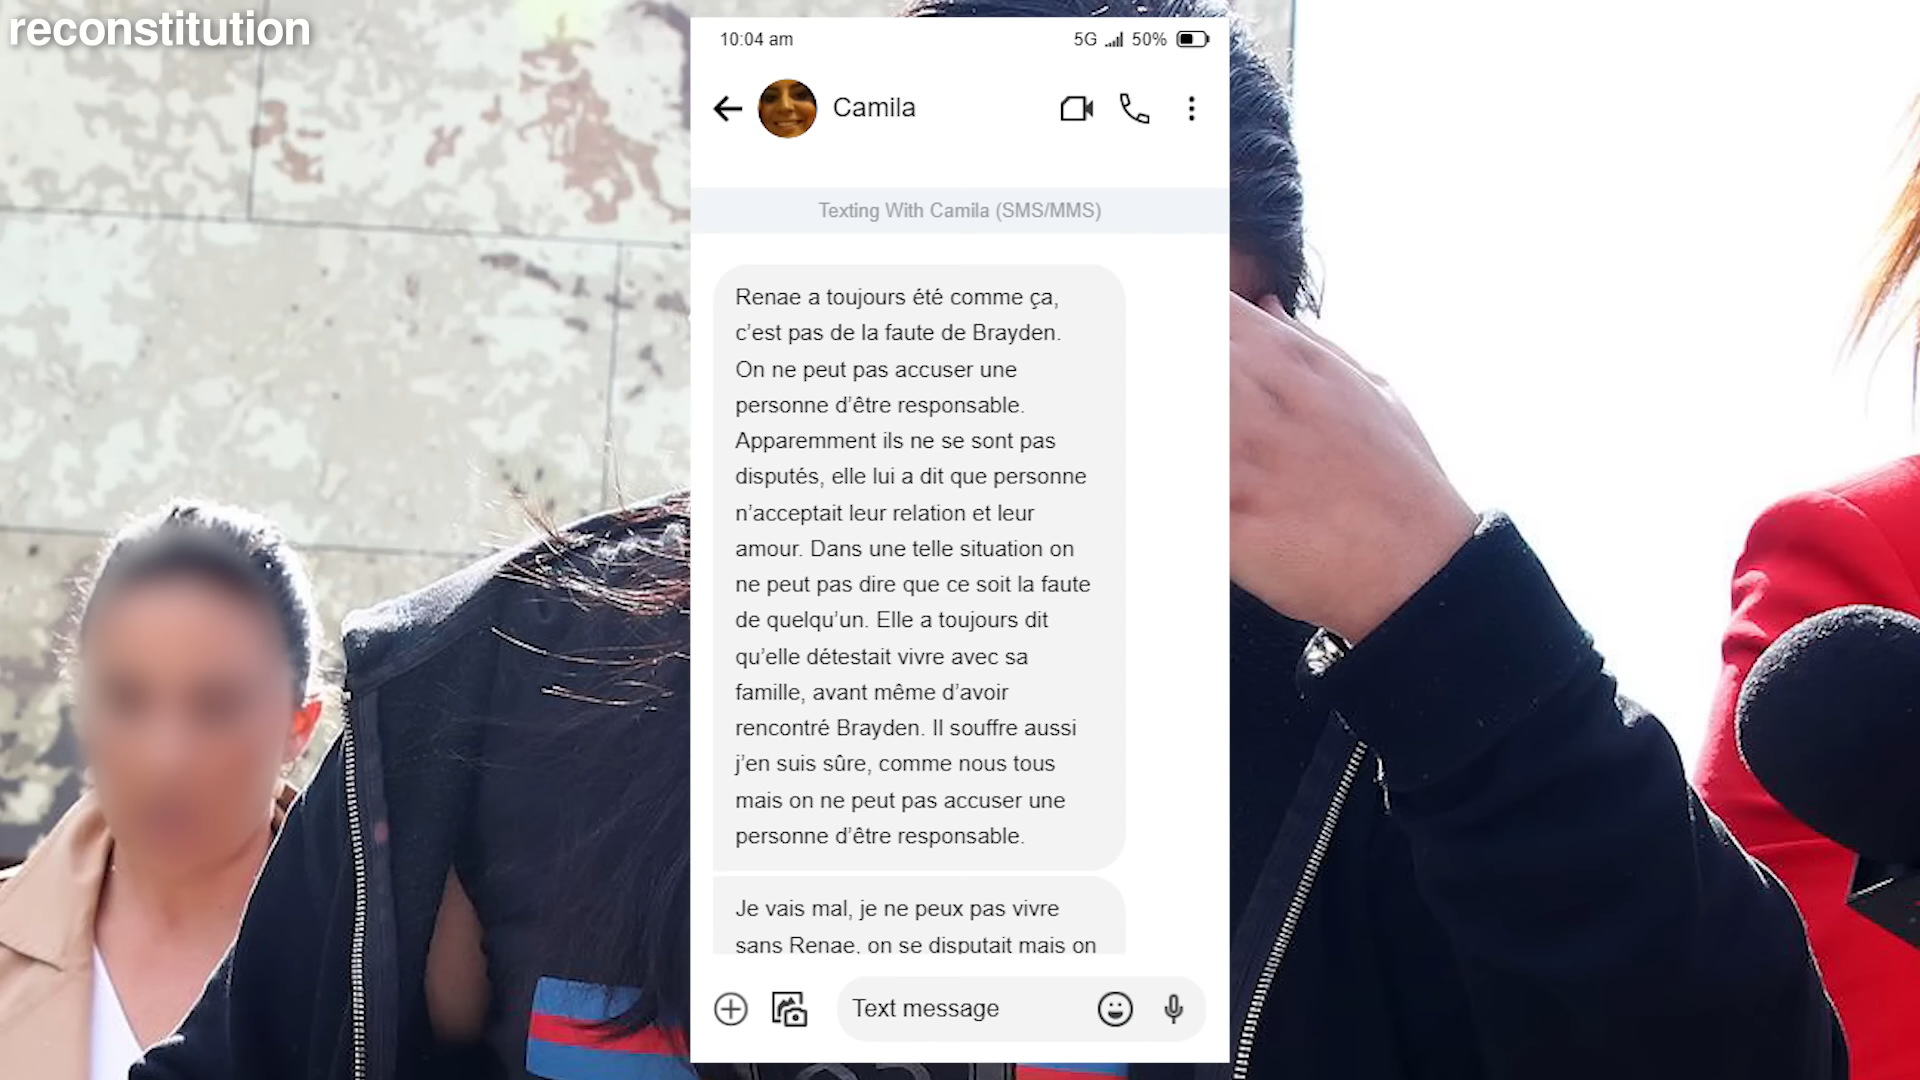 reconstitution
10:04 am
5G 50%
Camila
Texting With Camila (SMS/MMS)
Renae a toujours été comme ça,
c’est pas de la faute de Brayden.
On ne peut pas accuser une
personne d’être responsable.
Apparemment ils ne se sont pas
disputés, elle lui a dit que personne
n’acceptait leur relation et leur
amour. Dans une telle situation on
ne peut pas dire que ce soit la faute
de quelqu’un. Elle a toujours dit
qu’elle détestait vivre avec sa
famille, avant même d’avoir
rencontré Brayden. Il souffre aussi
j’en suis sûre, comme nous tous
mais on ne peut pas accuser une
personne d’être responsable.
Je vais mal, je ne peux pas vivre
sans Renae, on se disputait mais on
Text message